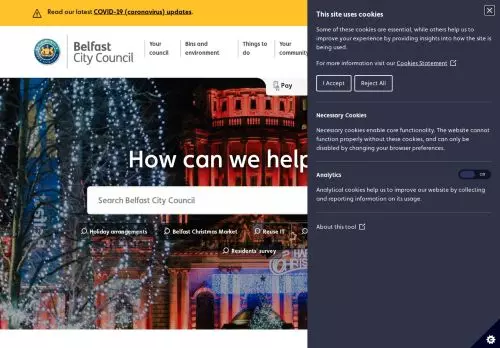 Read our latest COVID-19 (coronavirus) updates.
Belfast
City Council
Your
council
Bins and
environment
Things to
do
Your
community
Pay
How can we help
Search Belfast City Council
Holiday arrangements
Belfast Christmas Market
Reuse IT
Residents' survey
This site uses cookies
Some of these cookies are essential, while others help us to
improve your experience by providing insights into how the site is
being used.
For more information visit our Cookies Statement
I Accept
Reject All
Necessary Cookies
Necessary cookies enable core functionality. The website cannot
function properly without these cookies, and can only be
disabled by changing your browser preferences.
Analytics
Off
Analytical cookies help us to improve our website by collecting
and reporting information on its usage.
About this tool